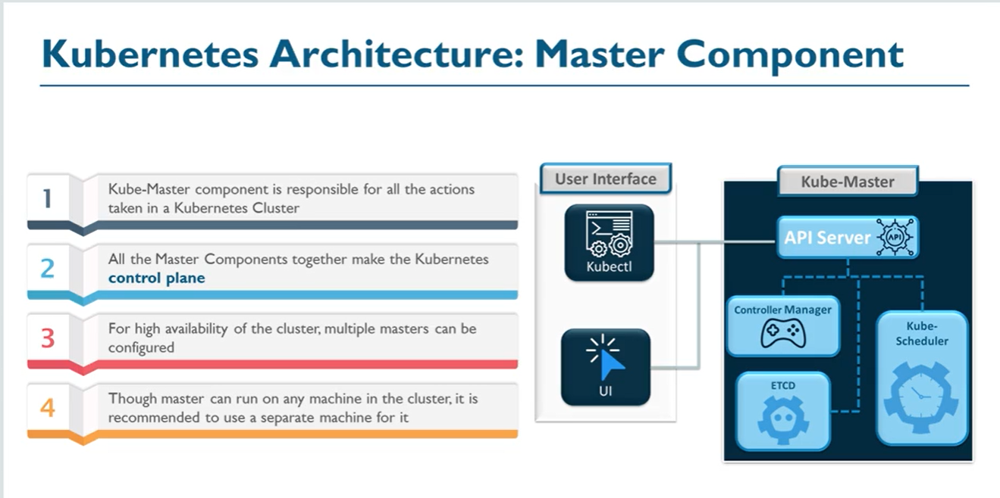 Kubernetes Architecture: Master Component
1
Kube-Master component is responsible for all the actions
taken in a Kubernetes Cluster
2
All the Master Components together make the Kubernetes
control plane
3
For high availability of the cluster, multiple masters can be
configured
4
Though master can run on any machine in the cluster, it is
recommended to use a separate machine for it
User Interface
Kubectl
UI
Kube-Master
API Server
API
Controller Manager
Kube-
Scheduler
ETCD